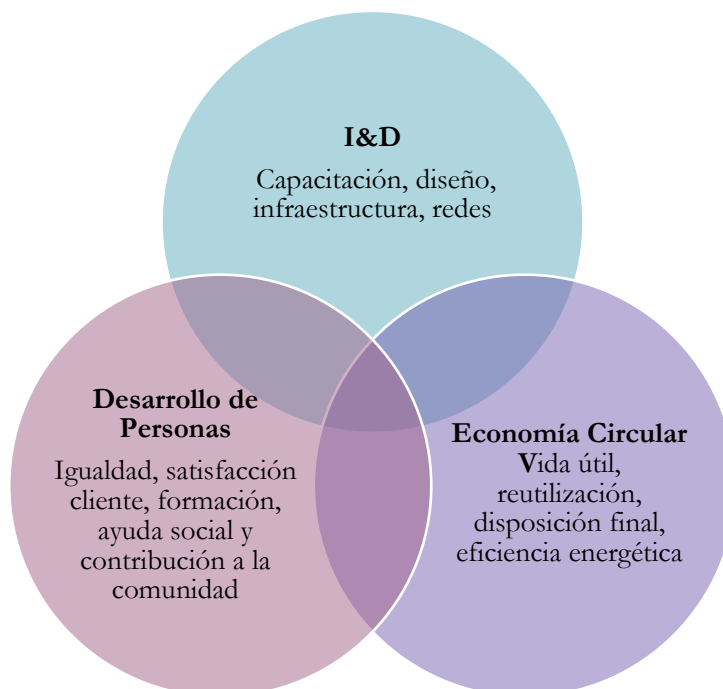 I&D
Capacitación, diseño,
infraestructura, redes
Desarrollo de
Personas
Igualdad, satisfacción
cliente, formación,
ayuda social y
contribución a la
comunidad
Economía Circular
Vida útil,
reutilización,
disposición final,
eficiencia energética